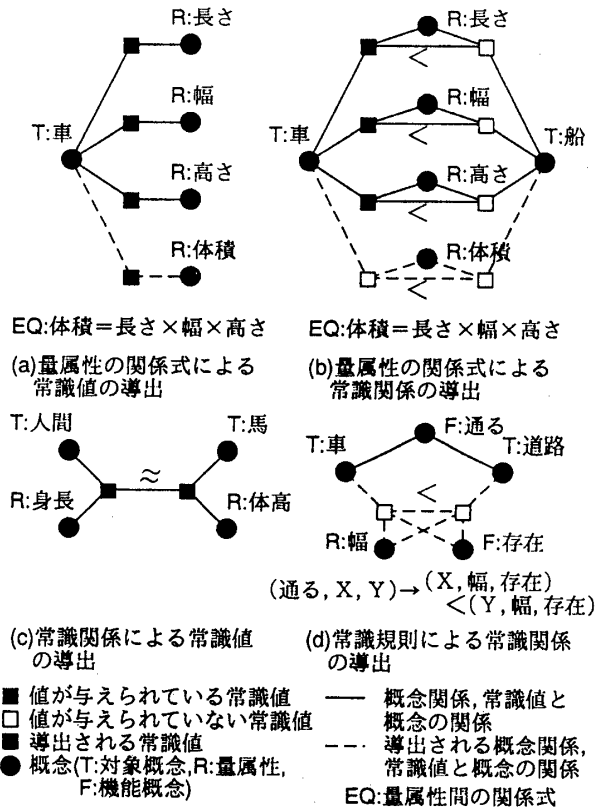 R:長さ
R:幅
T:車
R:高さ
R:体積
EQ:体積=長さ×幅×高さ
(a)量属性の関係式による
常識値の導出
R:長さ
<
R:幅
T:車
T:船
<
R:高さ
<
R:体積
<
EQ:体積=長さ×幅×高さ
(b)量属性の関係式による
常識関係の導出
T:人間
T:馬
≈
R:身長
R:体高
(c)常識関係による常識値
の導出
F:通る
T:車
T:道路
<
R:幅
F:存在
(通る, X, Y)→(X, 幅, 存在)
<(Y, 幅, 存在)
(d)常識規則による常識関係
の導出
■ 値が与えられている常識値
□ 値が与えられていない常識値
■ 導出される常識値
● 概念(T:対象概念,R:量属性,
F:機能概念)
── 概念関係, 常識値と
概念の関係
--- 導出される概念関係,
常識値と概念の関係
EQ:量属性間の関係式